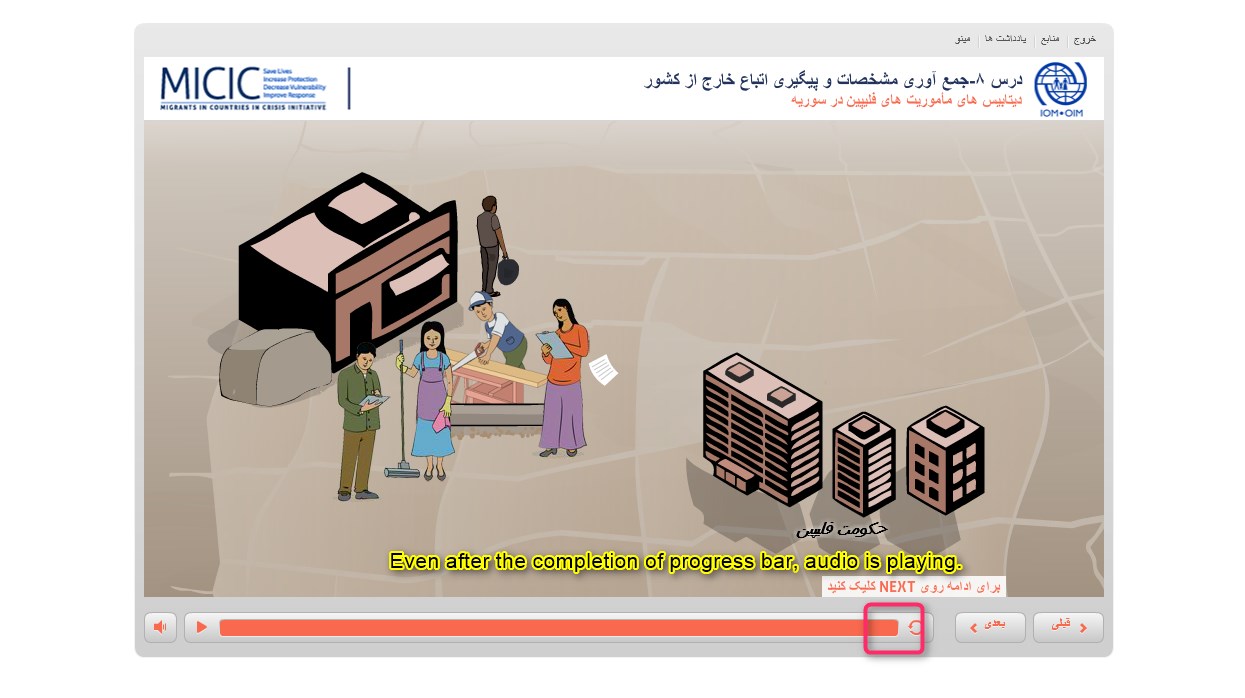 خروج منابع یادداشت ها مینو
MICIC
Save Lives
Increase Protection
Decrease Vulnerability
Improve Response
MIGRANTS IN COUNTRIES IN CRISIS INITIATIVE
درس ۸-جمع آوری مشخصات و پیگیری اتباع خارج از کشور
دیتابیس های مأموریت های فلیپین در سوریه
IOM•OIM
حکومت فلیپن
Even after the completion of progress bar, audio is playing.
برای ادامه روی NEXT کلیک کنید
بعدی
قبلی